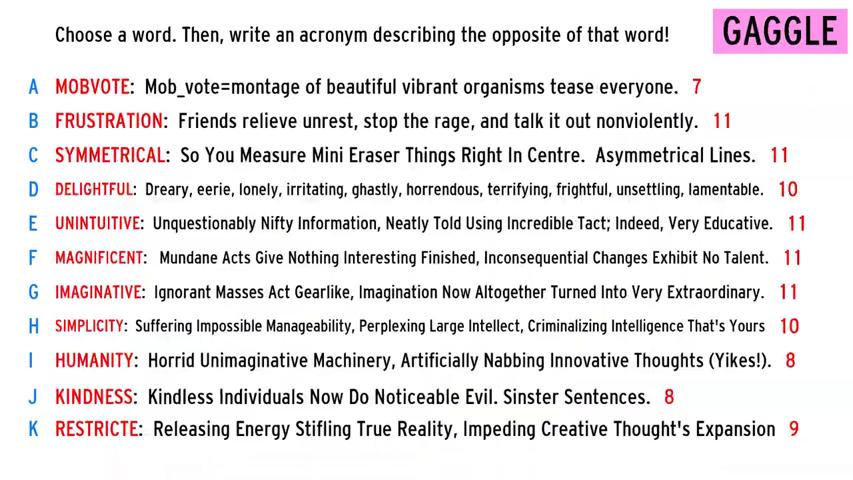 Choose a word. Then, write an acronym describing the opposite of that word!
GAGGLE
A MOBVOTE: Mob_vote=montage of beautiful vibrant organisms tease everyone. 7
B FRUSTRATION: Friends relieve unrest, stop the rage, and talk it out nonviolently. 11
C SYMMETRICAL: So You Measure Mini Eraser Things Right In Centre. Asymmetrical Lines. 11
D DELIGHTFUL: Dreary, eerie, lonely, irritating, ghastly, horrendous, terrifying, frightful, unsettling, lamentable. 10
E UNINTUITIVE: Unquestionably Nifty Information, Neatly Told Using Incredible Tact; Indeed, Very Educative. 11
F MAGNIFICENT: Mundane Acts Give Nothing Interesting Finished, Inconsequential Changes Exhibit No Talent. 11
G IMAGINATIVE: Ignorant Masses Act Gearlike, Imagination Now Altogether Turned Into Very Extraordinary. 11
H SIMPLICITY: Suffering Impossible Manageability, Perplexing Large Intellect, Criminalizing Intelligence That's Yours 10
I HUMANITY: Horrid Unimaginative Machinery, Artificially Nabbing Innovative Thoughts (Yikes!). 8
J KINDNESS: Kindless Individuals Now Do Noticeable Evil. Sinster Sentences. 8
K RESTRICTE: Releasing Energy Stifling True Reality, Impeding Creative Thought's Expansion 9